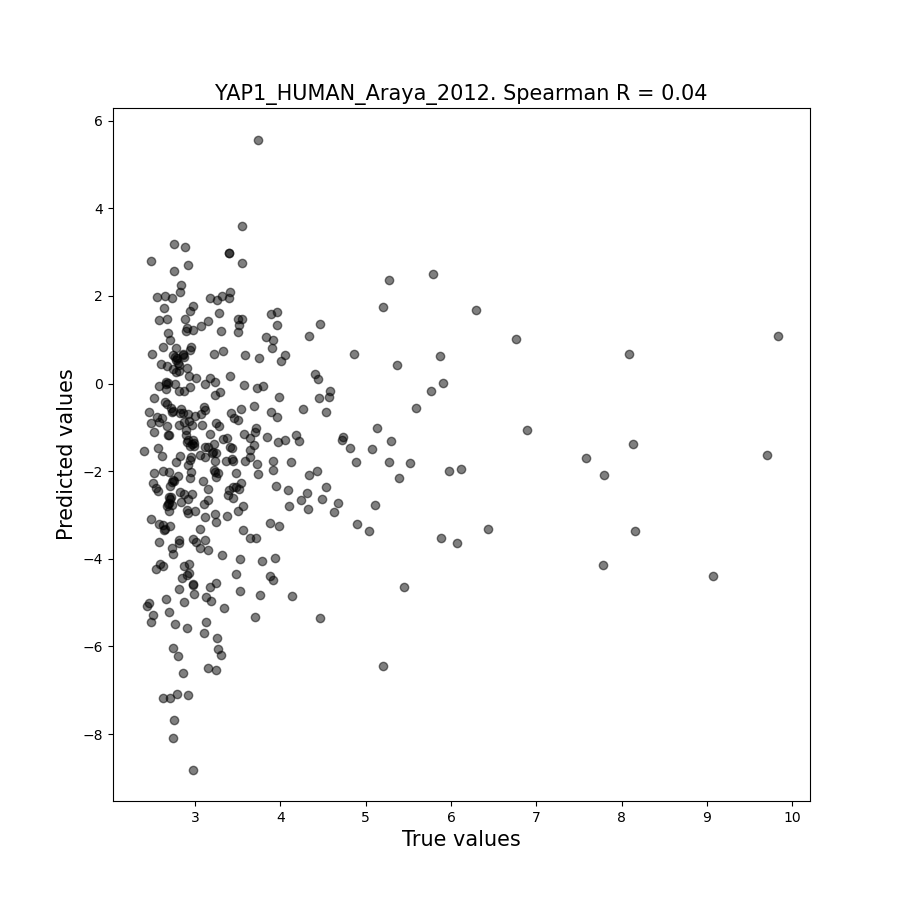 YAP1_HUMAN_Araya_2012. Spearman R = 0.04
6
4
2
0
−2
−4
−6
−8
Predicted values
3 4 5 6 7 8 9 10
True values